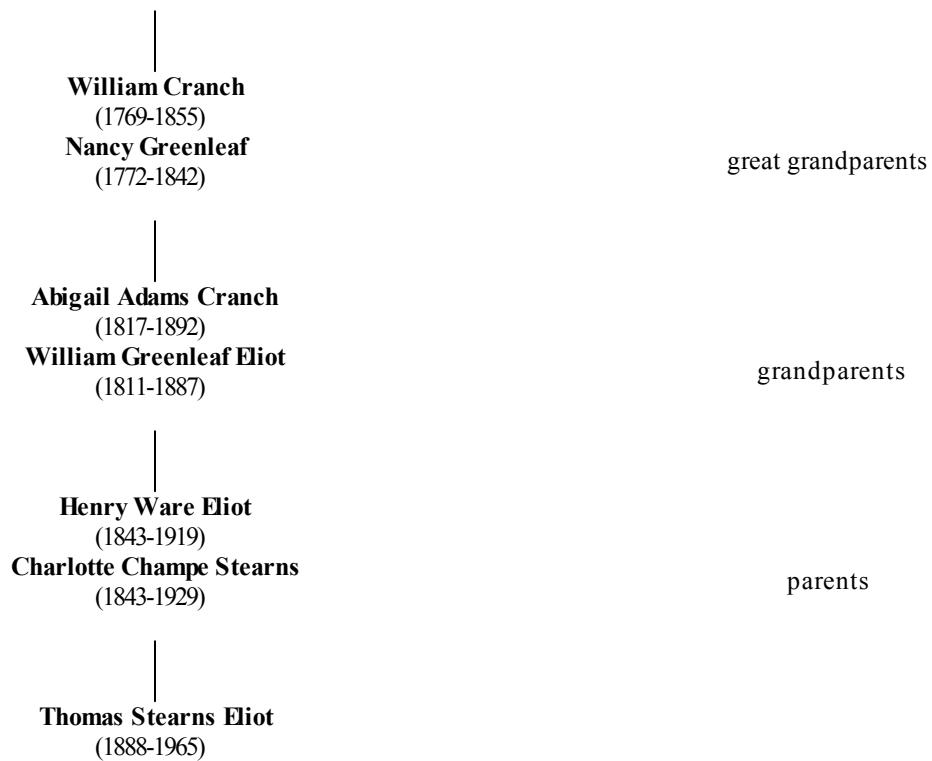 William Cranch
(1769-1855)
Nancy Greenleaf
(1772-1842)
great grandparents
Abigail Adams Cranch
(1817-1892)
William Greenleaf Eliot
(1811-1887)
grandparents
Henry Ware Eliot
(1843-1919)
Charlotte Champe Stearns
(1843-1929)
parents
Thomas Stearns Eliot
(1888-1965)